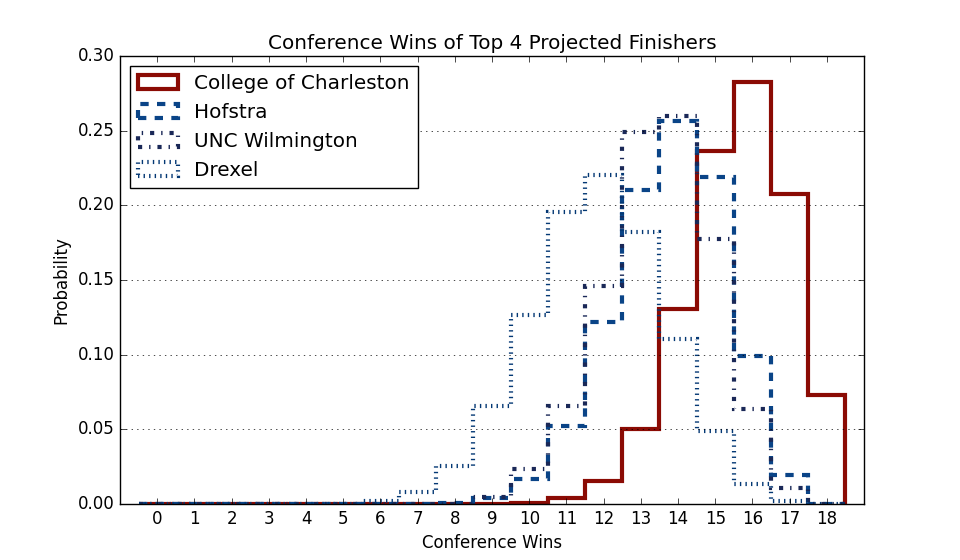 Conference Wins of Top 4 Projected Finishers
0.30
0.25
0.20
0.15
0.10
0.05
0.00
Probability
College of Charleston
Hofstra
UNC Wilmington
Drexel
0 1 2 3 4 5 6 7 8 9 10 11 12 13 14 15 16 17 18
Conference Wins